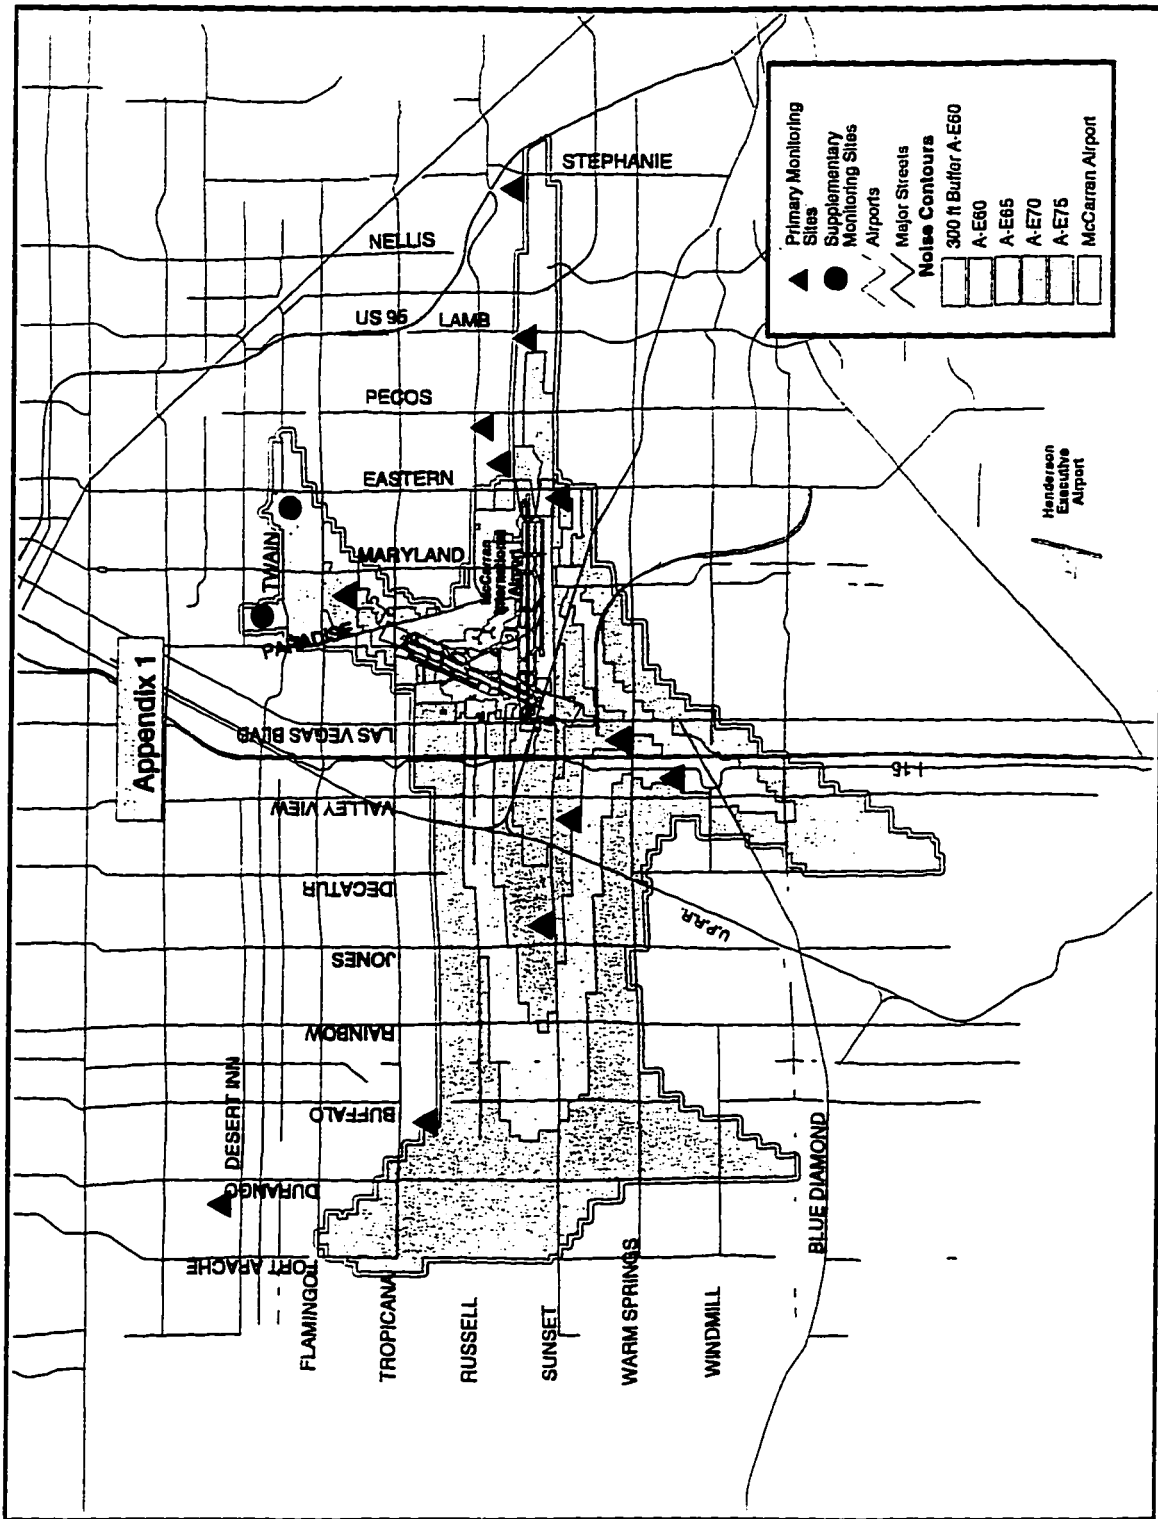 Appendix 1
STEPHANIE
NELLIS
US 95
LAMB
PECOS
EASTERN
MARYLAND
TWAIN
PARADISE
McCarran
International
Airport
LAS VEGAS BLVD
I-15
VALLEY VIEW
DECATUR
U.P.R.R.
JONES
RAINBOW
BUFFALO
DESERT INN
DURANGO
FORT APACHE
FLAMINGO
TROPICANA
RUSSELL
SUNSET
WARM SPRINGS
WINDMILL
BLUE DIAMOND
Henderson
Executive
Airport
Primary Monitoring
Sites
Supplementary
Monitoring Sites
Airports
Major Streets
Noise Contours
300 ft Buffer A-E60
A-E60
A-E65
A-E70
A-E75
McCarran Airport